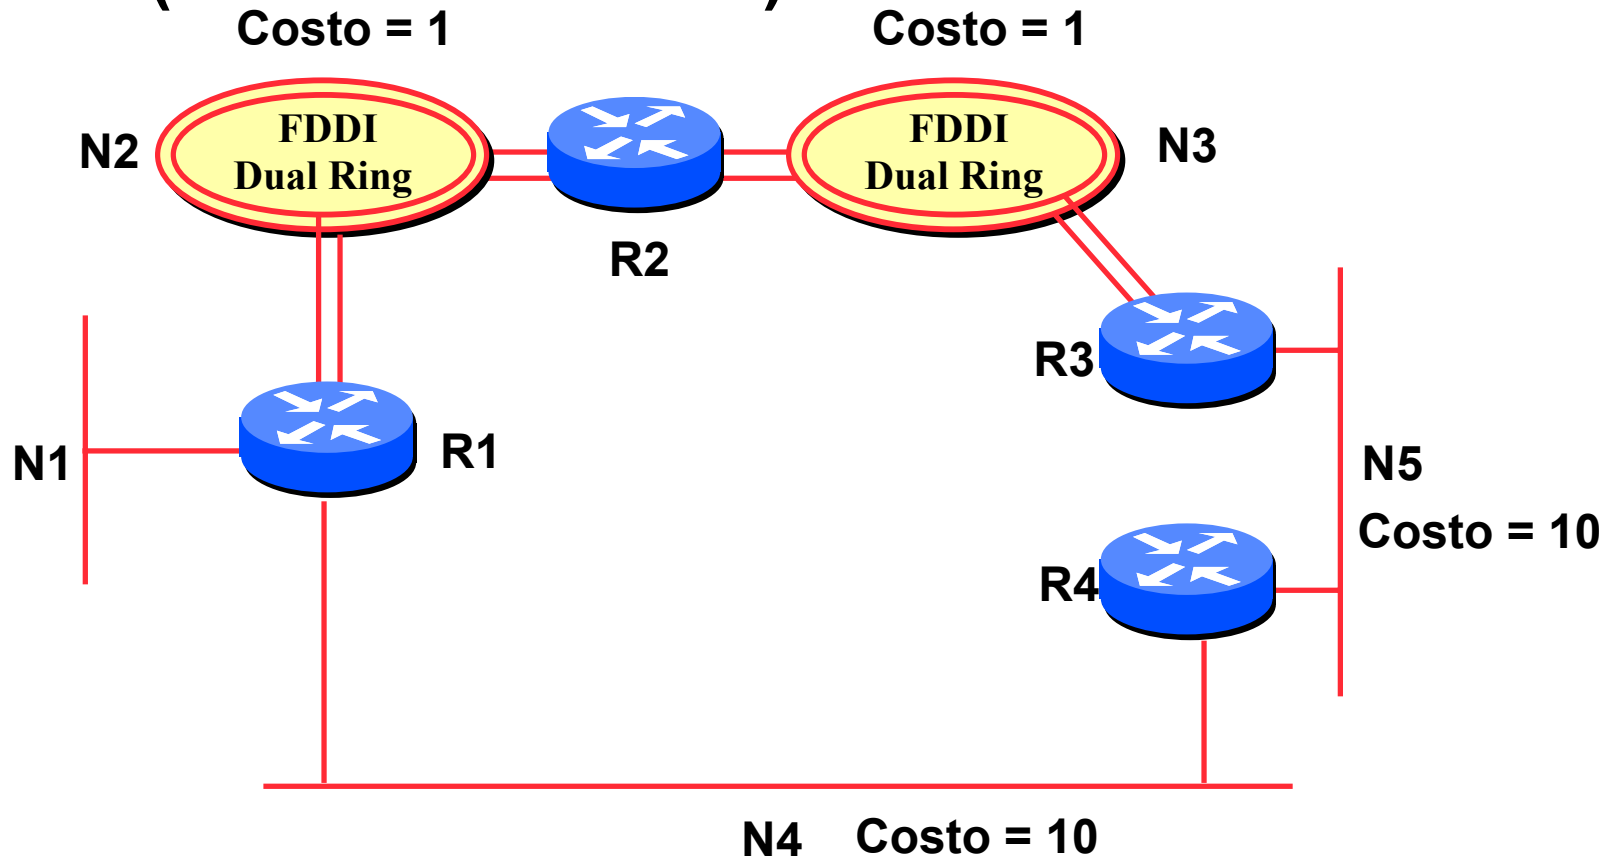 Costo = 1
Costo = 1
N2
FDDI
Dual Ring
FDDI
Dual Ring
N3
R2
R3
N1
R1
N5
Costo = 10
R4
N4 Costo = 10